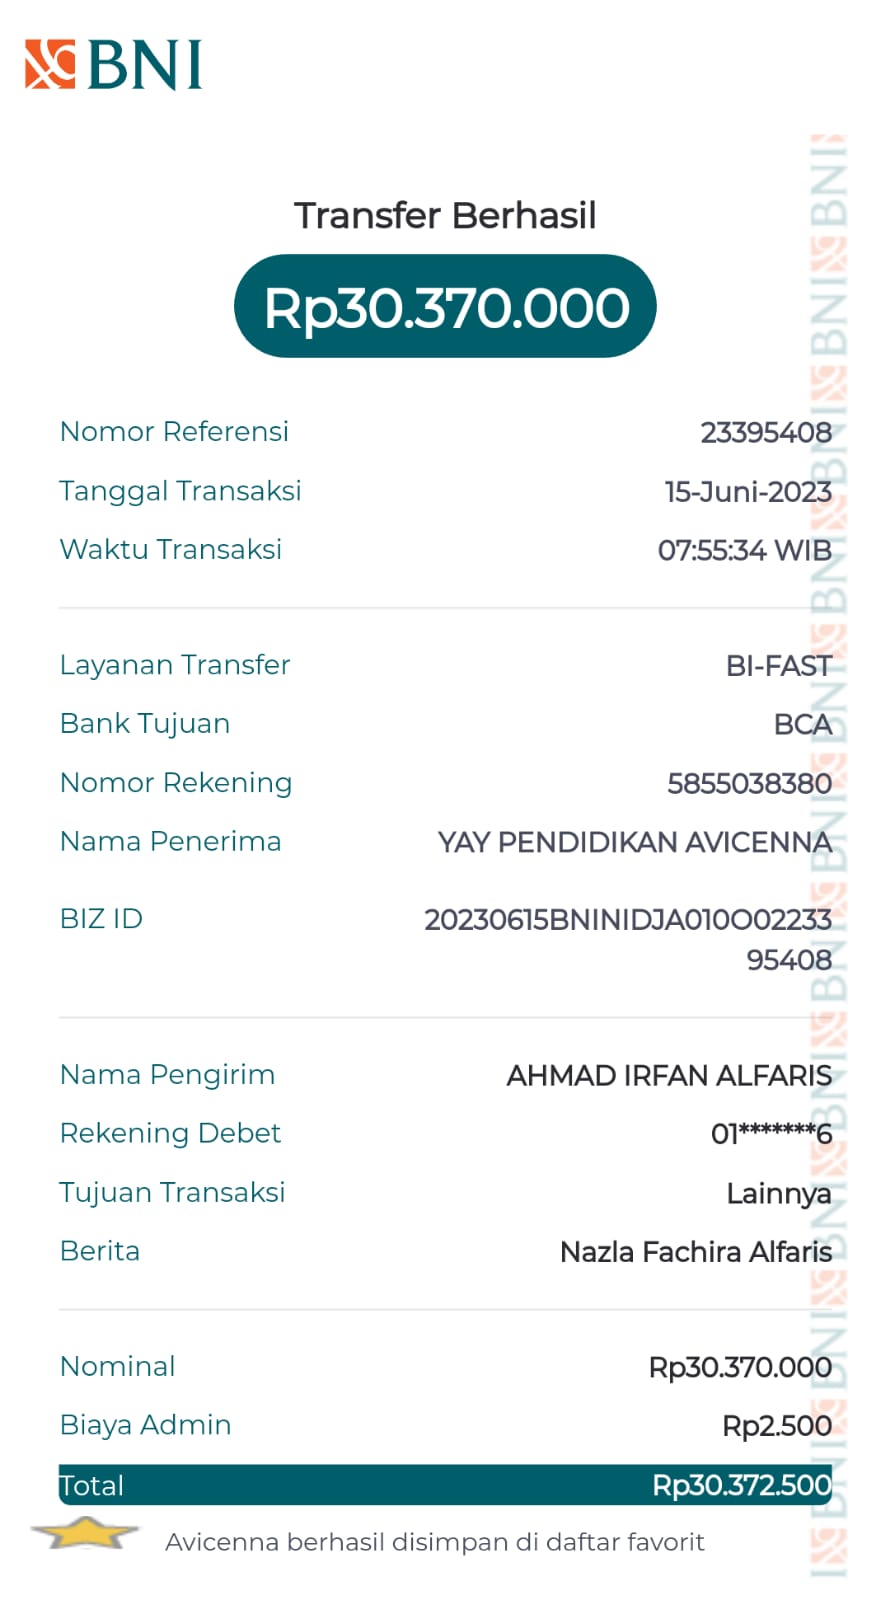 BNI
Transfer Berhasil
Rp30.370.000
Nomor Referensi 23395408
Tanggal Transaksi 15-Juni-2023
Waktu Transaksi 07:55:34 WIB
Layanan Transfer BI-FAST
Bank Tujuan BCA
Nomor Rekening 5855038380
Nama Penerima YAY PENDIDIKAN AVICENNA
BIZ ID 20230615BNINIDJA010O02233
95408
Nama Pengirim AHMAD IRFAN ALFARIS
Rekening Debet 01*******6
Tujuan Transaksi Lainnya
Berita Nazla Fachira Alfaris
Nominal Rp30.370.000
Biaya Admin Rp2.500
Total Rp30.372.500
Avicenna berhasil disimpan di daftar favorit
BNI BNI BNI BNI BNI BNI BNI BNI BNI BNI BNI